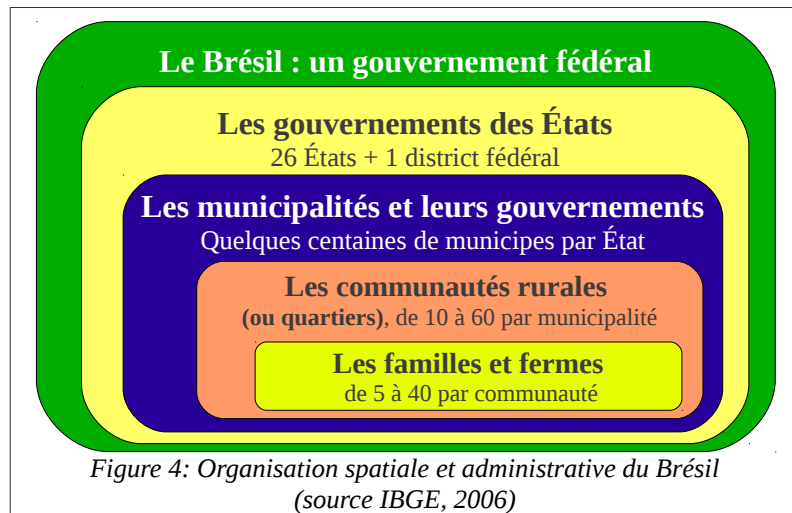 Le Brésil : un gouvernement fédéral
Les gouvernements des États
26 États + 1 district fédéral
Les municipalités et leurs gouvernements
Quelques centaines de municipes par État
Les communautés rurales
(ou quartiers), de 10 à 60 par municipalité
Les familles et fermes
de 5 à 40 par communauté
Figure 4: Organisation spatiale et administrative du Brésil
(source IBGE, 2006)